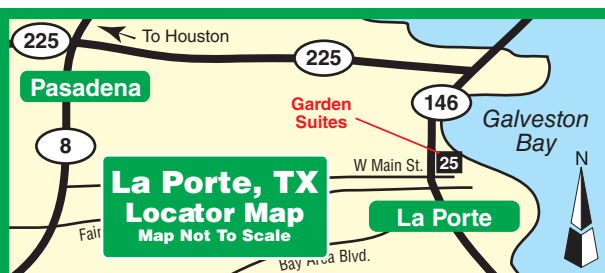 225
To Houston
225
Pasadena
146
Garden
Suites
Galveston
Bay
8
N
W Main St.
25
La Porte, TX
Locator Map
Map Not To Scale
La Porte
Bay Area Blvd.